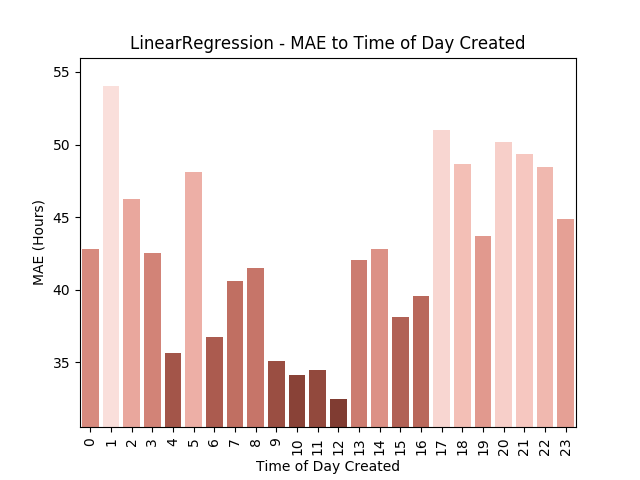 LinearRegression - MAE to Time of Day Created
MAE (Hours)
55
50
45
40
35
0 1 2 3 4 5 6 7 8 9 10 11 12 13 14 15 16 17 18 19 20 21 22 23
Time of Day Created